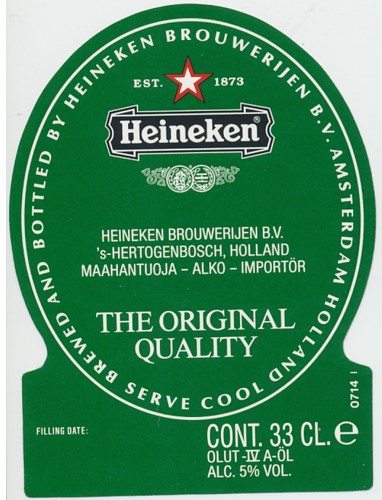 BREWED AND BOTTLED BY HEINEKEN BROUWERIJEN B.V. AMSTERDAM HOLLAND
EST. 1873
Heineken®
HEINEKEN BROUWERIJEN B.V.
's-HERTOGENBOSCH, HOLLAND
MAAHANTUOJA – ALKO – IMPORTÖR
THE ORIGINAL
QUALITY
SERVE COOL
0714 I
FILLING DATE:
CONT. 33 CL. e
OLUT -IV A-ÖL
ALC. 5% VOL.